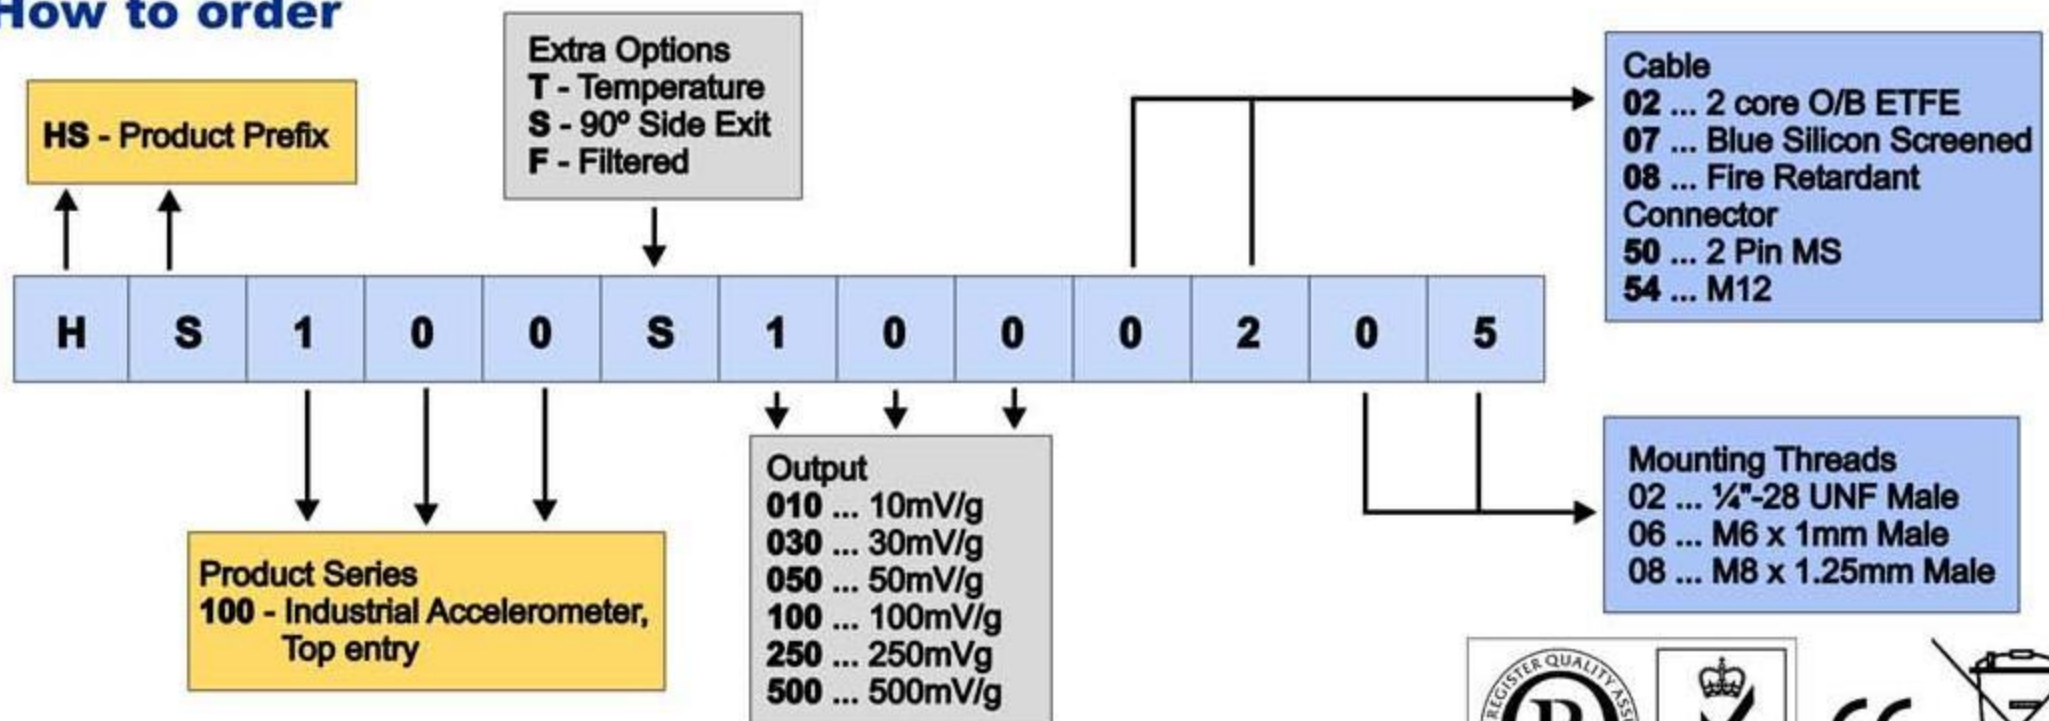 How to order
HS - Product Prefix
Extra Options
T - Temperature
S - 90º Side Exit
F - Filtered
Cable
02 ... 2 core O/B ETFE
07 ... Blue Silicon Screened
08 ... Fire Retardant
Connector
50 ... 2 Pin MS
54 ... M12
H S 1 0 0 S 1 0 0 0 2 0 5
Product Series
100 - Industrial Accelerometer,
Top entry
Output
010 ... 10mV/g
030 ... 30mV/g
050 ... 50mV/g
100 ... 100mV/g
250 ... 250mVg
500 ... 500mV/g
Mounting Threads
02 ... ¼"-28 UNF Male
06 ... M6 x 1mm Male
08 ... M8 x 1.25mm Male
REGISTER QUALITY
CE